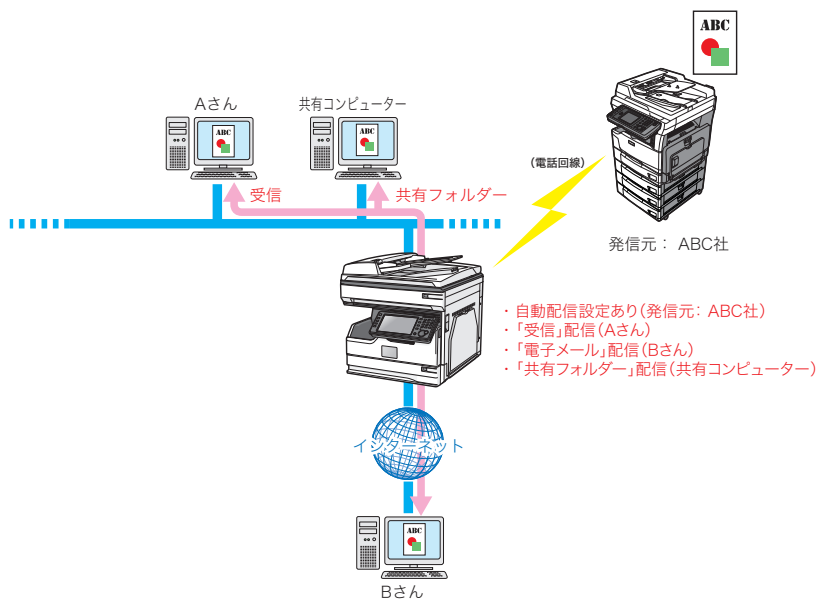 ABC
Aさん
共有コンピューター
ABC
ABC
(電話回線)
受信
共有フォルダー
発信元： ABC社
・自動配信設定あり(発信元： ABC社)
・「受信」配信(Aさん)
・「電子メール」配信(Bさん)
・「共有フォルダー」配信(共有コンピューター)
インターネット
ABC
Bさん